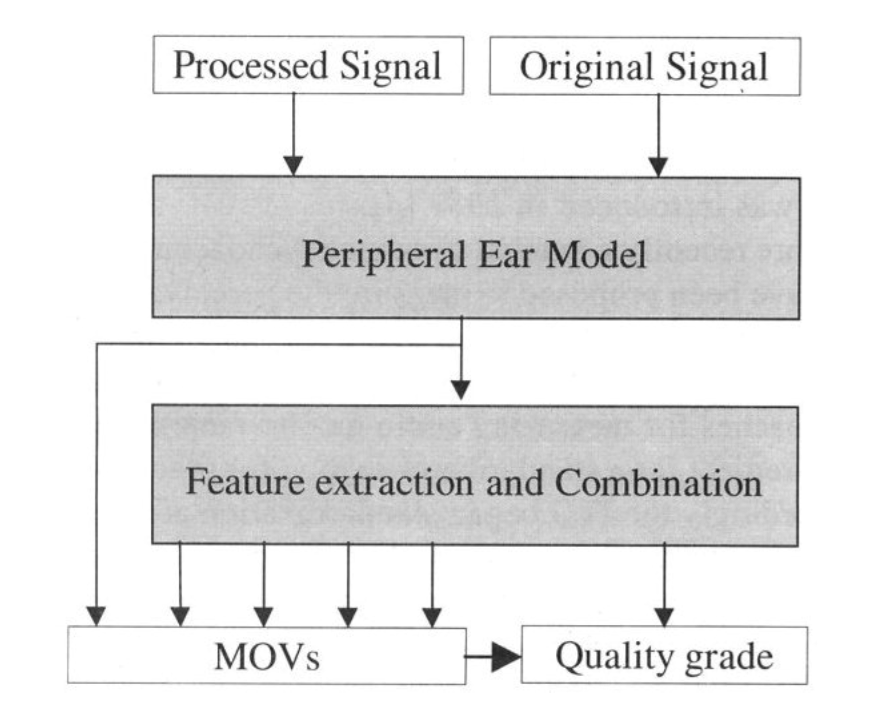 Processed Signal
Original Signal
Peripheral Ear Model
Feature extraction and Combination
MOVs
Quality grade